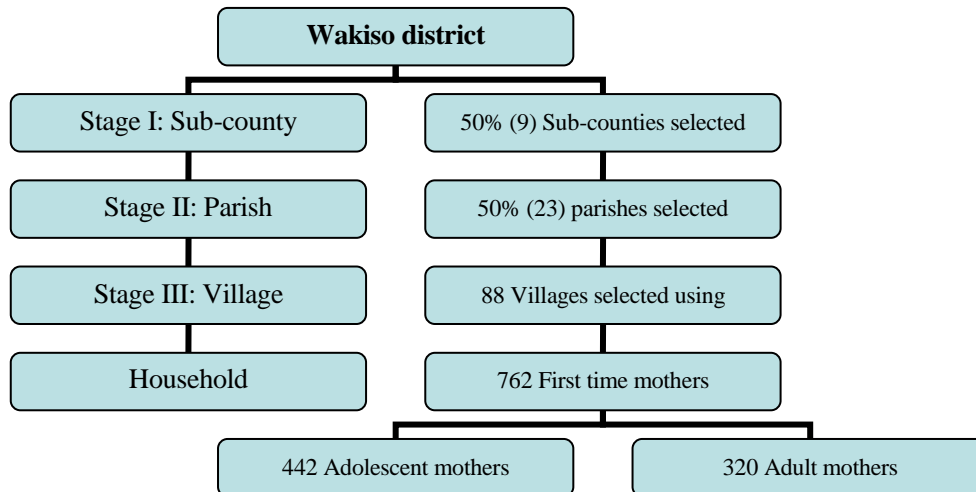 Wakiso district
Stage I: Sub-county
50% (9) Sub-counties selected
Stage II: Parish
50% (23) parishes selected
Stage III: Village
88 Villages selected using
Household
762 First time mothers
442 Adolescent mothers
320 Adult mothers